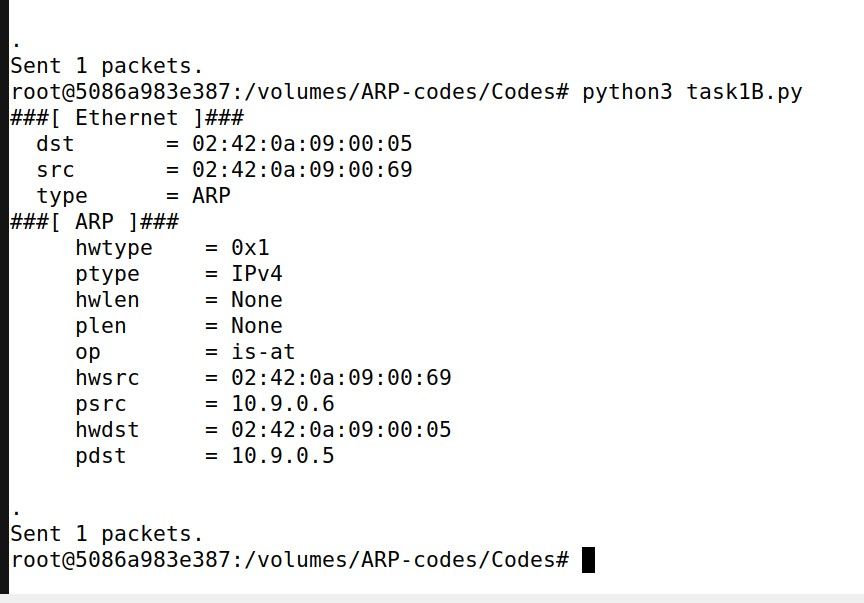 .
Sent 1 packets.
root@5086a983e387:/volumes/ARP-codes/Codes# python3 task1B.py
###[ Ethernet ]###
  dst       = 02:42:0a:09:00:05
  src       = 02:42:0a:09:00:69
  type      = ARP
###[ ARP ]###
     hwtype    = 0x1
     ptype     = IPv4
     hwlen     = None
     plen      = None
     op        = is-at
     hwsrc     = 02:42:0a:09:00:69
     psrc      = 10.9.0.6
     hwdst     = 02:42:0a:09:00:05
     pdst      = 10.9.0.5
.
Sent 1 packets.
root@5086a983e387:/volumes/ARP-codes/Codes#